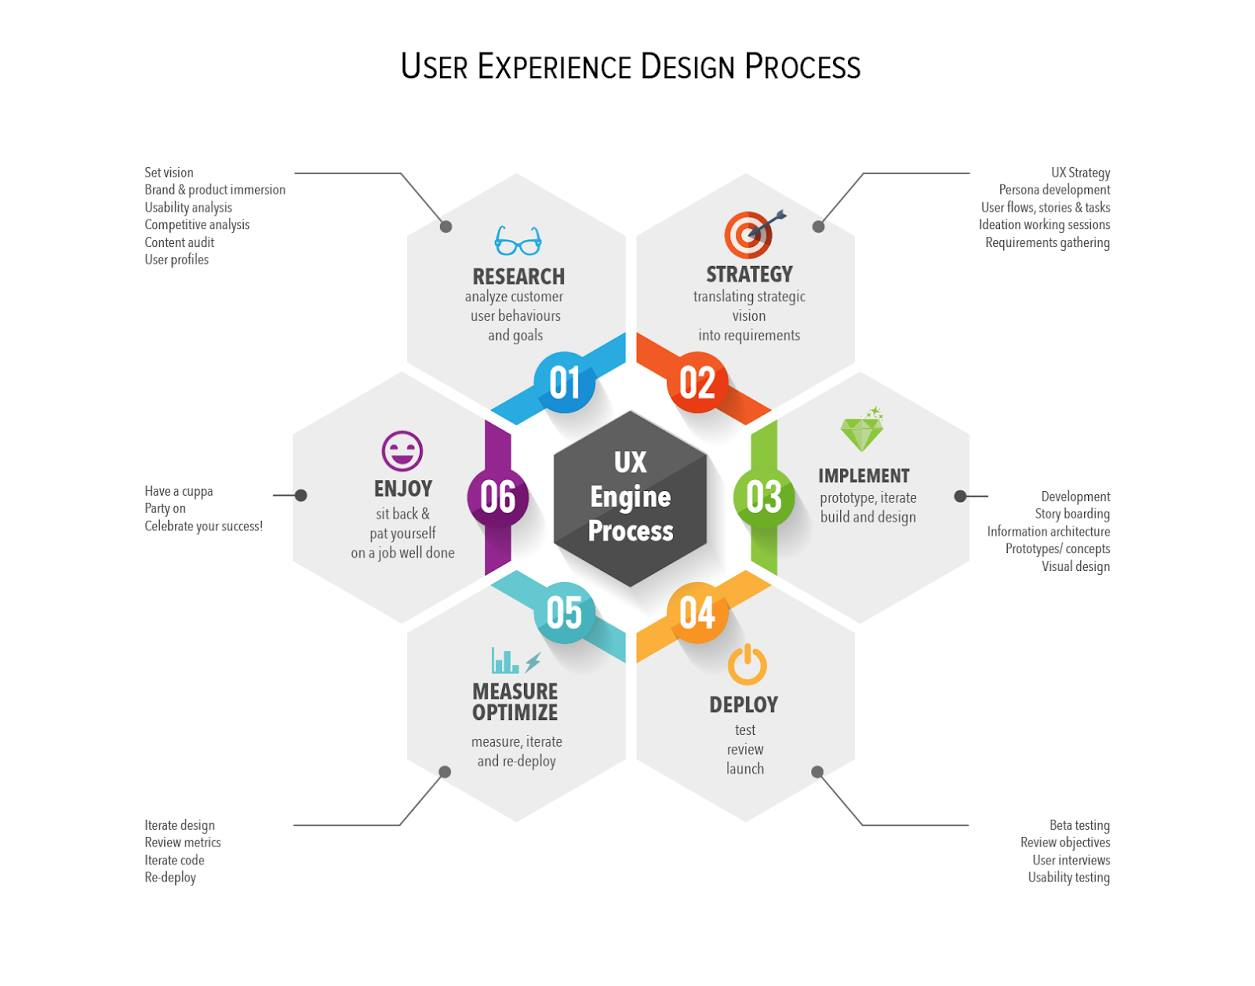 USER EXPERIENCE DESIGN PROCESS
Set vision
Brand & product immersion
Usability analysis
Competitive analysis
Content audit
User profiles
UX Strategy
Persona development
User flows, stories & tasks
Ideation working sessions
Requirements gathering
RESEARCH
analyze customer
user behaviours
and goals
01
STRATEGY
translating strategic
vision
into requirements
02
UX
Engine
Process
IMPLEMENT
prototype, iterate
build and design
03
Development
Story boarding
Information architecture
Prototypes/ concepts
Visual design
04
DEPLOY
test
review
launch
Beta testing
Review objectives
User interviews
Usability testing
05
MEASURE
OPTIMIZE
measure, iterate
and re-deploy
Iterate design
Review metrics
Iterate code
Re-deploy
06
ENJOY
sit back &
pat yourself
on a job well done
Have a cuppa
Party on
Celebrate your success!